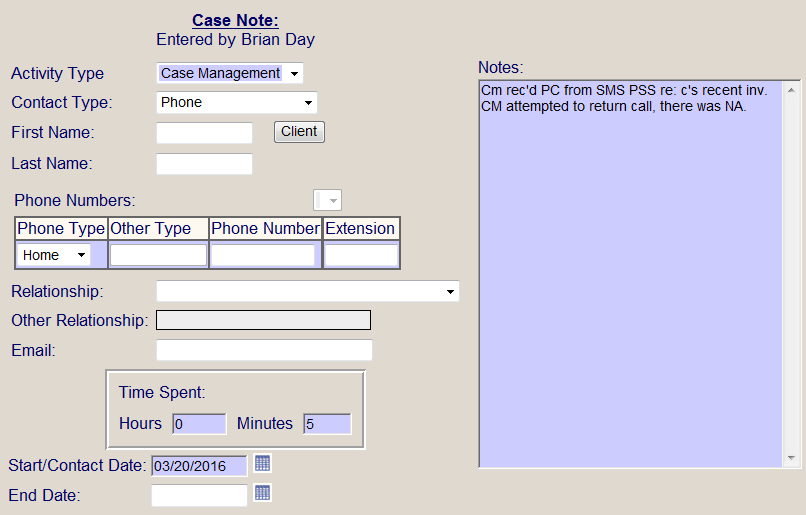 Case Note:
Entered by Brian Day
Activity Type Case Management
Contact Type: Phone
First Name: Client
Last Name:
Phone Numbers:
Phone Type Other Type Phone Number Extension
Home
Relationship:
Other Relationship:
Email:
Time Spent:
Hours 0 Minutes 5
Start/Contact Date: 03/20/2016
End Date:
Notes:
Cm rec'd PC from SMS PSS re: c's recent inv.
CM attempted to return call, there was NA.